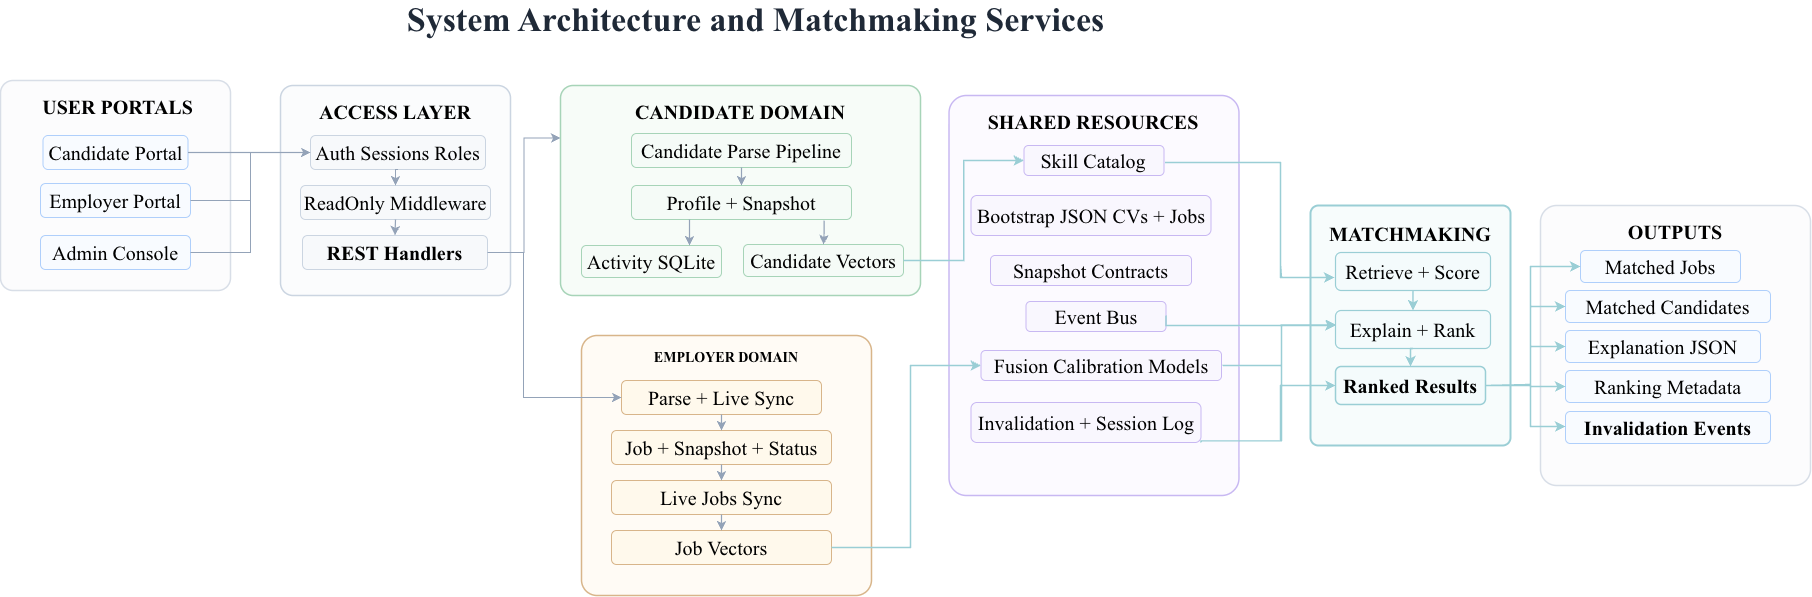 System Architecture and Matchmaking Services
USER PORTALS
Candidate Portal
Employer Portal
Admin Console
ACCESS LAYER
Auth Sessions Roles
ReadOnly Middleware
REST Handlers
CANDIDATE DOMAIN
Candidate Parse Pipeline
Profile + Snapshot
Activity SQLite
Candidate Vectors
EMPLOYER DOMAIN
Parse + Live Sync
Job + Snapshot + Status
Live Jobs Sync
Job Vectors
SHARED RESOURCES
Skill Catalog
Bootstrap JSON CVs + Jobs
Snapshot Contracts
Event Bus
Fusion Calibration Models
Invalidation + Session Log
MATCHMAKING
Retrieve + Score
Explain + Rank
Ranked Results
OUTPUTS
Matched Jobs
Matched Candidates
Explanation JSON
Ranking Metadata
Invalidation Events